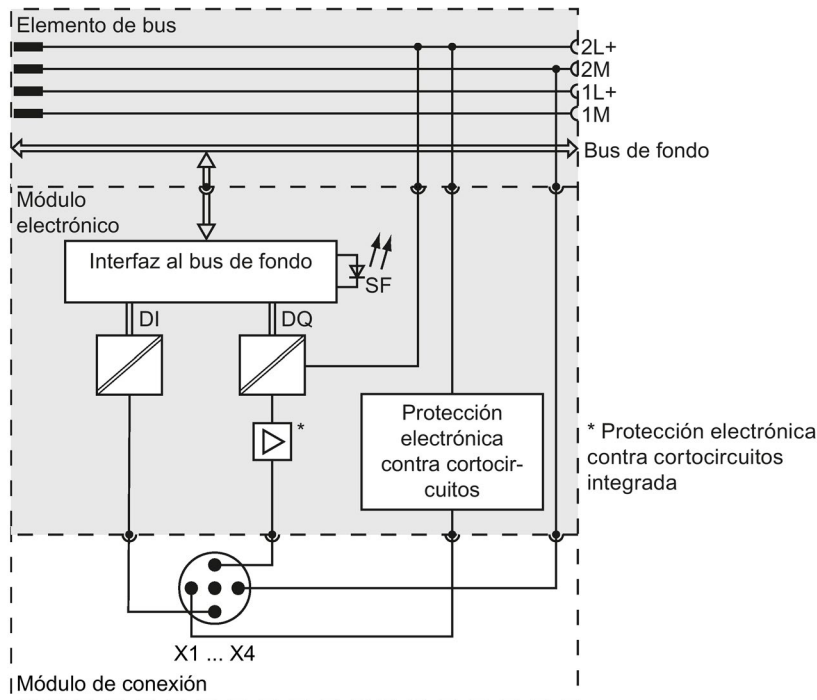 Elemento de bus
2L+
2M
1L+
1M
Bus de fondo
Módulo
electrónico
Interfaz al bus de fondo
SF
DI
DQ
*
Protección
electrónica
contra cortocir-
cuitos
* Protección electrónica
contra cortocircuitos
integrada
X1 ... X4
Módulo de conexión